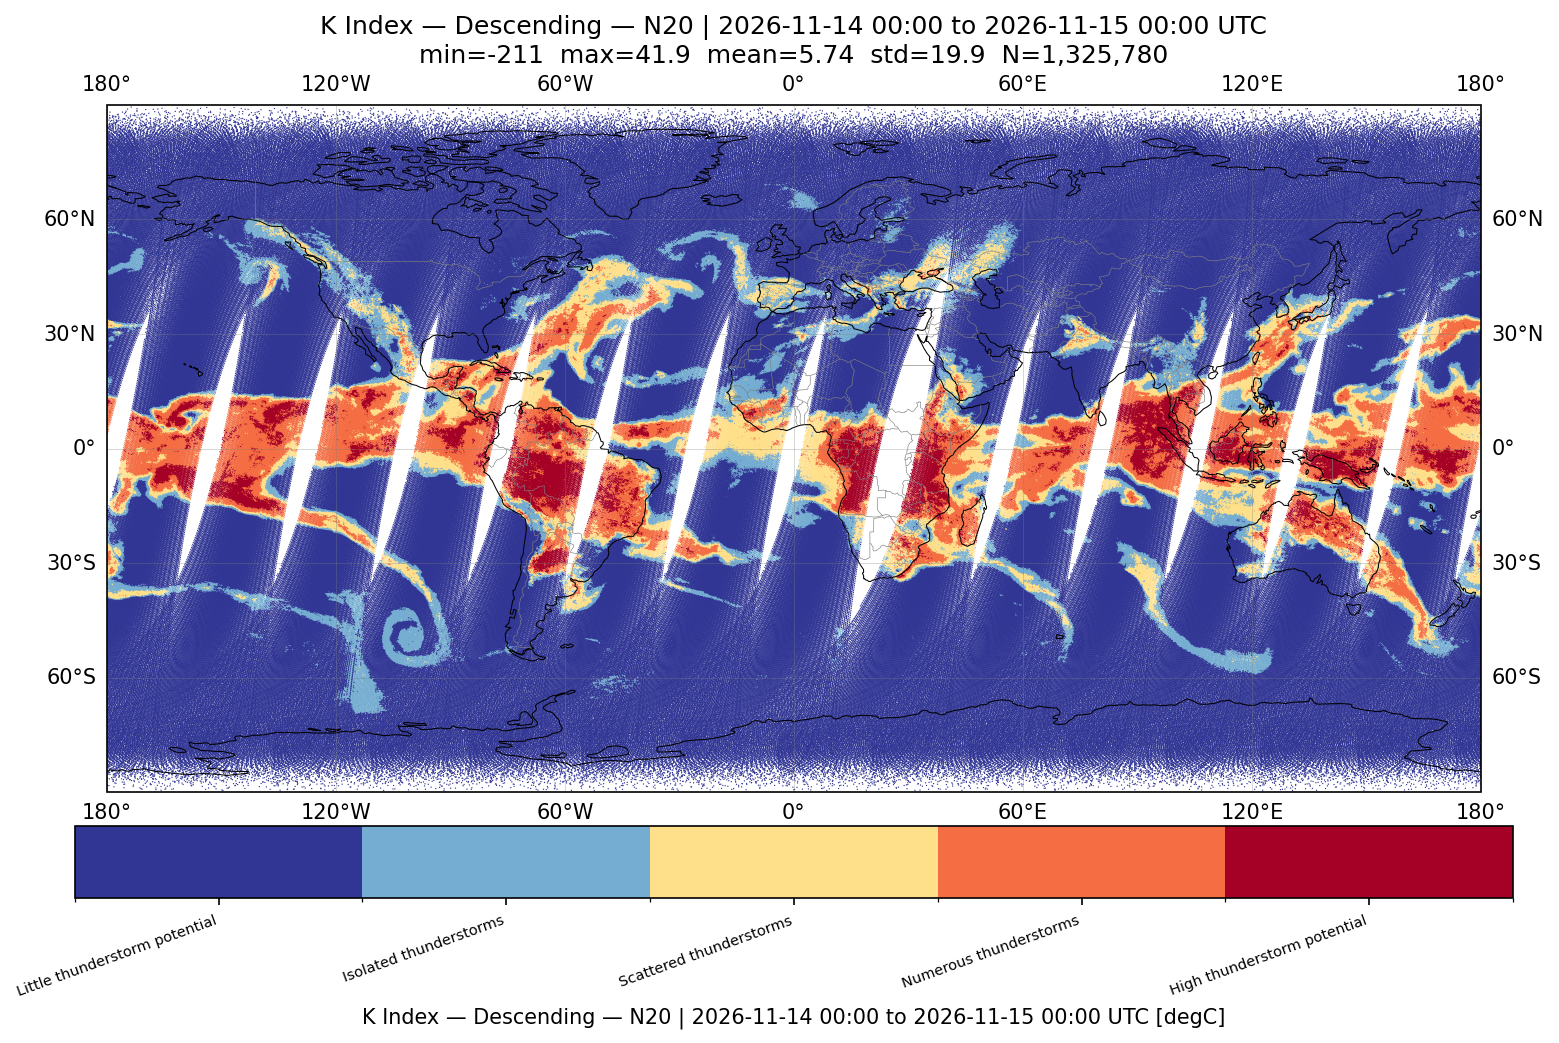 K Index — Descending — N20 | 2026-11-14 00:00 to 2026-11-15 00:00 UTC
min=-211 max=41.9 mean=5.74 std=19.9 N=1,325,780
180° 120°W 60°W 0° 60°E 120°E 180°
60°N 60°N
30°N 30°N
0° 0°
30°S 30°S
60°S 60°S
180° 120°W 60°W 0° 60°E 120°E 180°
Little thunderstorm potential
Isolated thunderstorms
Scattered thunderstorms
Numerous thunderstorms
High thunderstorm potential
K Index — Descending — N20 | 2026-11-14 00:00 to 2026-11-15 00:00 UTC [degC]